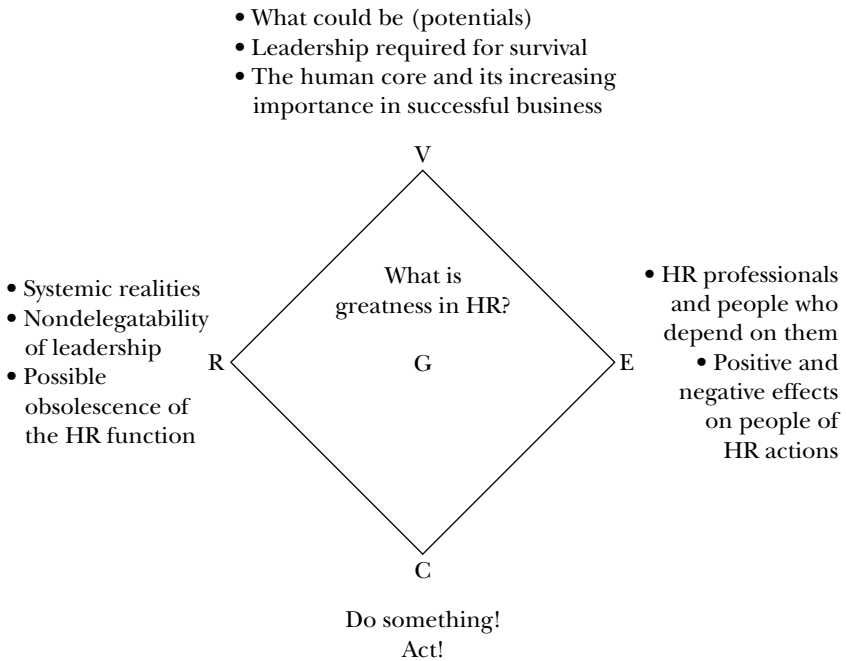 • What could be (potentials)
• Leadership required for survival
• The human core and its increasing
importance in successful business
V
What is
greatness in HR?
G
• Systemic realities
• Nondelegatability
of leadership
• Possible
obsolescence of
the HR function
R
E
• HR professionals
and people who
depend on them
• Positive and
negative effects
on people of
HR actions
C
Do something!
Act!